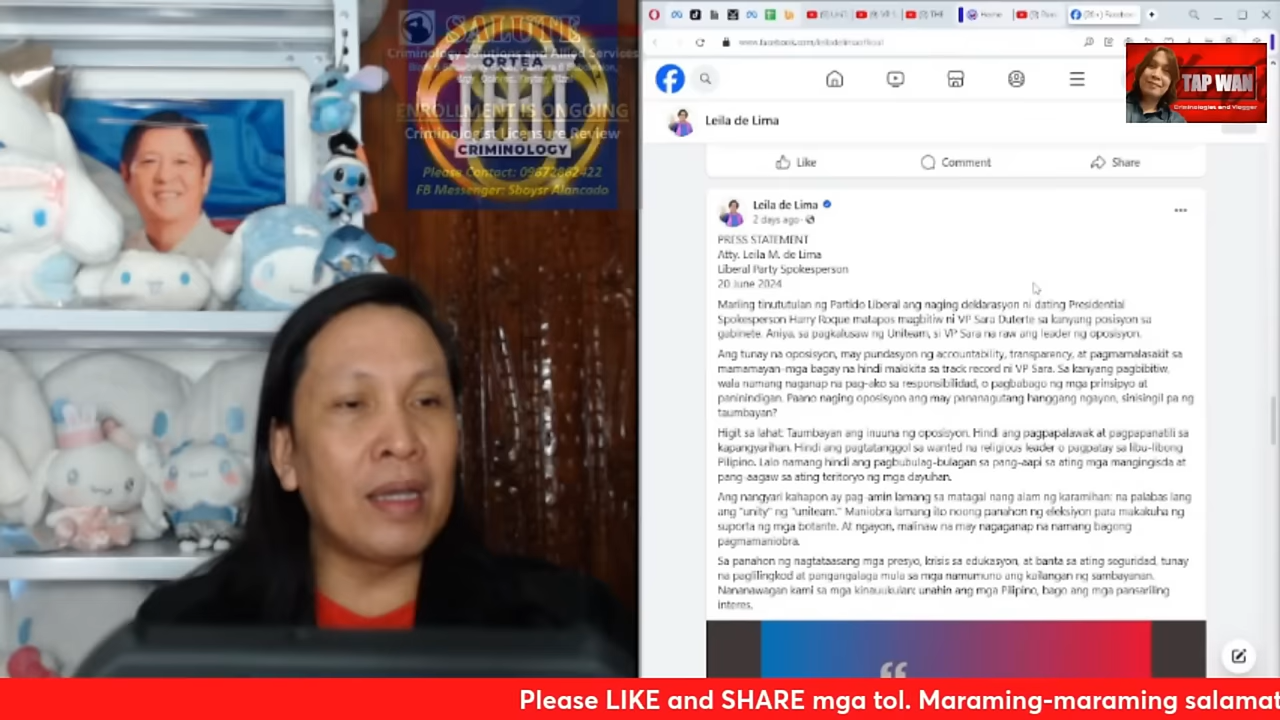 SALUTE
Criminology Solutions and Allied Services
ORTEA
CRIMINOLOGY
ENROLLMENT IS ONGOING
Criminologist Licensure Review
Please Contact: 09672662422
FB Messenger: Sboysr Alancado
TAP WAN
Criminologist and Vlogger
Leila de Lima
Like
Comment
Share
Leila de Lima
2 days ago
PRESS STATEMENT
Atty. Leila M. de Lima
Liberal Party Spokesperson
20 June 2024
Mariing tinututulan ng Partido Liberal ang naging deklarasyon ni dating Presidential
Spokesperson Harry Roque matapos magbitiw ni VP Sara Duterte sa kanyang posisyon sa
gabinete. Aniya, sa pagkalusaw ng Uniteam, si VP Sara na raw ang leader ng oposisyon.
Ang tunay na oposisyon, may pundasyon ng accountability, transparency, at pagmamalasakit sa
mamamayan-mga bagay na hindi makikita sa track record ni VP Sara. Sa kanyang pagbibitiw,
wala namang naganap na pag-ako sa responsibilidad, o pagbabago ng mga prinsipyo at
paninindigan. Paano naging oposisyon ang may pananagutang hanggang ngayon, sinisingil pa ng
taumbayan?
Higit sa lahat: Taumbayan ang inuuna ng oposisyon. Hindi ang pagpapalawak at pagpapanatili sa
kapangyarihan. Hindi ang pagtatanggol sa wanted na religious leader o pagpatay sa libu-libong
Pilipino. Lalo namang hindi ang pagbubulag-bulagan sa pang-aapi sa ating mga mangingisda at
pang-aagaw sa ating teritoryo ng mga dayuhan.
Ang nangyari kahapon ay pag-amin lamang sa matagal nang alam ng karamihan: na palabas lang
ang "unity" ng "uniteam." Maniobra lamang ito noong panahon ng eleksiyon para makakuha ng
suporta ng mga botante. At ngayon, malinaw na may nagaganap na namang bagong
pagmamaniobra.
Sa panahon ng nagtataasang mga presyo, krisis sa edukasyon, at banta sa ating seguridad, tunay
na paglilingkod at pangangalaga mula sa mga namumuno ang kailangan ng sambayanan.
Nananawagan kami sa mga kinauukulan: unahin ang mga Pilipino, bago ang mga pansariling
interes.
Please LIKE and SHARE mga tol. Maraming-maraming salamat